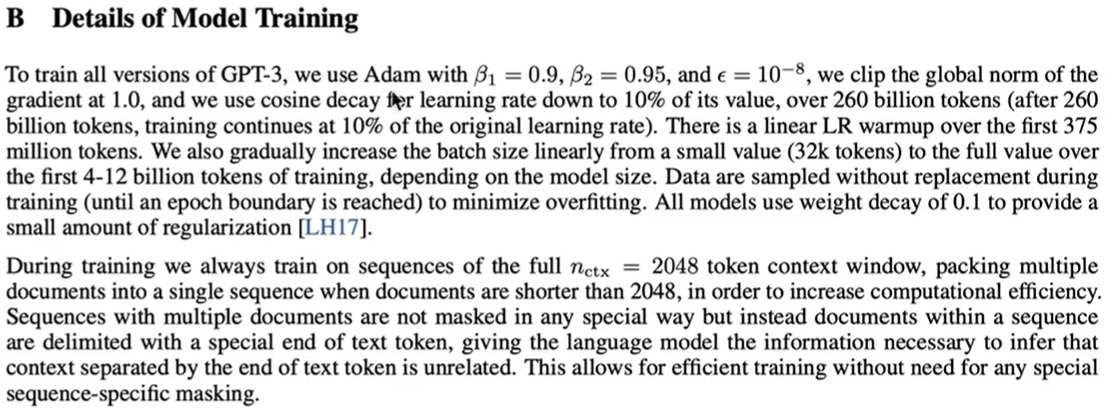 B Details of Model Training
To train all versions of GPT-3, we use Adam with β₁ = 0.9, β₂ = 0.95, and ϵ = 10⁻⁸, we clip the global norm of the
gradient at 1.0, and we use cosine decay for learning rate down to 10% of its value, over 260 billion tokens (after 260
billion tokens, training continues at 10% of the original learning rate). There is a linear LR warmup over the first 375
million tokens. We also gradually increase the batch size linearly from a small value (32k tokens) to the full value over
the first 4-12 billion tokens of training, depending on the model size. Data are sampled without replacement during
training (until an epoch boundary is reached) to minimize overfitting. All models use weight decay of 0.1 to provide a
small amount of regularization [LH17].
During training we always train on sequences of the full n_ctx = 2048 token context window, packing multiple
documents into a single sequence when documents are shorter than 2048, in order to increase computational efficiency.
Sequences with multiple documents are not masked in any special way but instead documents within a sequence
are delimited with a special end of text token, giving the language model the information necessary to infer that
context separated by the end of text token is unrelated. This allows for efficient training without need for any special
sequence-specific masking.